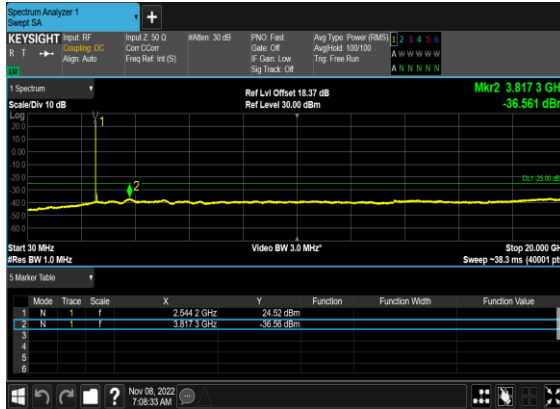 Spectrum Analyzer 1
Swept SA
+
KEYSIGHT
R T
LU
Input: RF
Coupling: DC
Align: Auto
Input Z: 50 Ω
Corr CCorr
Freq Ref: Int (S)
#Atten: 30 dB
PNO: Fast
Gate: Off
IF Gain: Low
Sig Track: Off
Avg Type: Power (RMS)
Avg|Hold: 100/100
Trig: Free Run
1 2 3 4 5 6
A W W W W W
A N N N N N
1 Spectrum
Scale/Div 10 dB
Log
Ref Lvl Offset 18.37 dB
Ref Level 30.00 dBm
Mkr2 3.817 3 GH
-36.561 dBr
20.0
10.0
0.00
-10.0
-20.0
-30.0
-40.0
-50.0
-60.0
1
2
DL1 -25.00 dB
Start 30 MHz
#Res BW 1.0 MHz
Video BW 3.0 MHz*
Stop 20.000 GH
Sweep ~38.3 ms (40001 pt
5 Marker Table
Mode Trace Scale X Y Function Function Width Function Value
1 N 1 f 2.544 2 GHz 24.52 dBm
2 N 1 f 3.817 3 GHz -36.56 dBm
3
4
5
6
?
Nov 08, 2022
7:08:33 AM